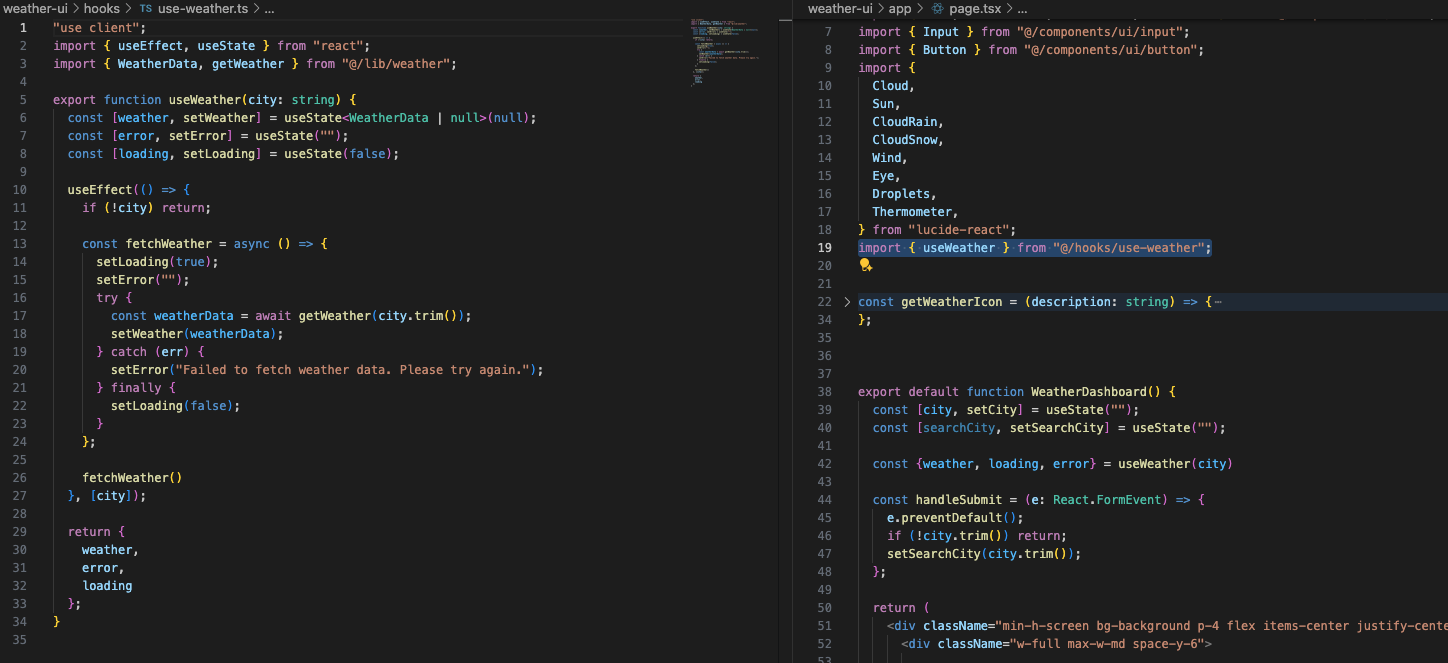 weather-ui > hooks > TS use-weather.ts > ...
1 "use client";
2 import { useEffect, useState } from "react";
3 import { WeatherData, getWeather } from "@/lib/weather";
4
5 export function useWeather(city: string) {
6 const [weather, setWeather] = useState<WeatherData | null>(null);
7 const [error, setError] = useState("");
8 const [loading, setLoading] = useState(false);
9
10 useEffect(() => {
11 if (!city) return;
12
13 const fetchWeather = async () => {
14 setLoading(true);
15 setError("");
16 try {
17 const weatherData = await getWeather(city.trim());
18 setWeather(weatherData);
19 } catch (err) {
20 setError("Failed to fetch weather data. Please try again.");
21 } finally {
22 setLoading(false);
23 }
24 };
25
26 fetchWeather()
27 }, [city]);
28
29 return {
30 weather,
31 error,
32 loading
33 };
34 }
35
weather-ui > app > page.tsx > ...
7 import { Input } from "@/components/ui/input";
8 import { Button } from "@/components/ui/button";
9 import {
10 Cloud,
11 Sun,
12 CloudRain,
13 CloudSnow,
14 Wind,
15 Eye,
16 Droplets,
17 Thermometer,
18 } from "lucide-react";
19 import { useWeather } from "@/hooks/use-weather";
20
21
22 > const getWeatherIcon = (description: string) => {⋯
34 };
35
36
37
38 export default function WeatherDashboard() {
39 const [city, setCity] = useState("");
40 const [searchCity, setSearchCity] = useState("");
41
42 const {weather, loading, error} = useWeather(city)
43
44 const handleSubmit = (e: React.FormEvent) => {
45 e.preventDefault();
46 if (!city.trim()) return;
47 setSearchCity(city.trim());
48 };
49
50 return (
51 <div className="min-h-screen bg-background p-4 flex items-center justify-cente
52 <div className="w-full max-w-md space-y-6">
53